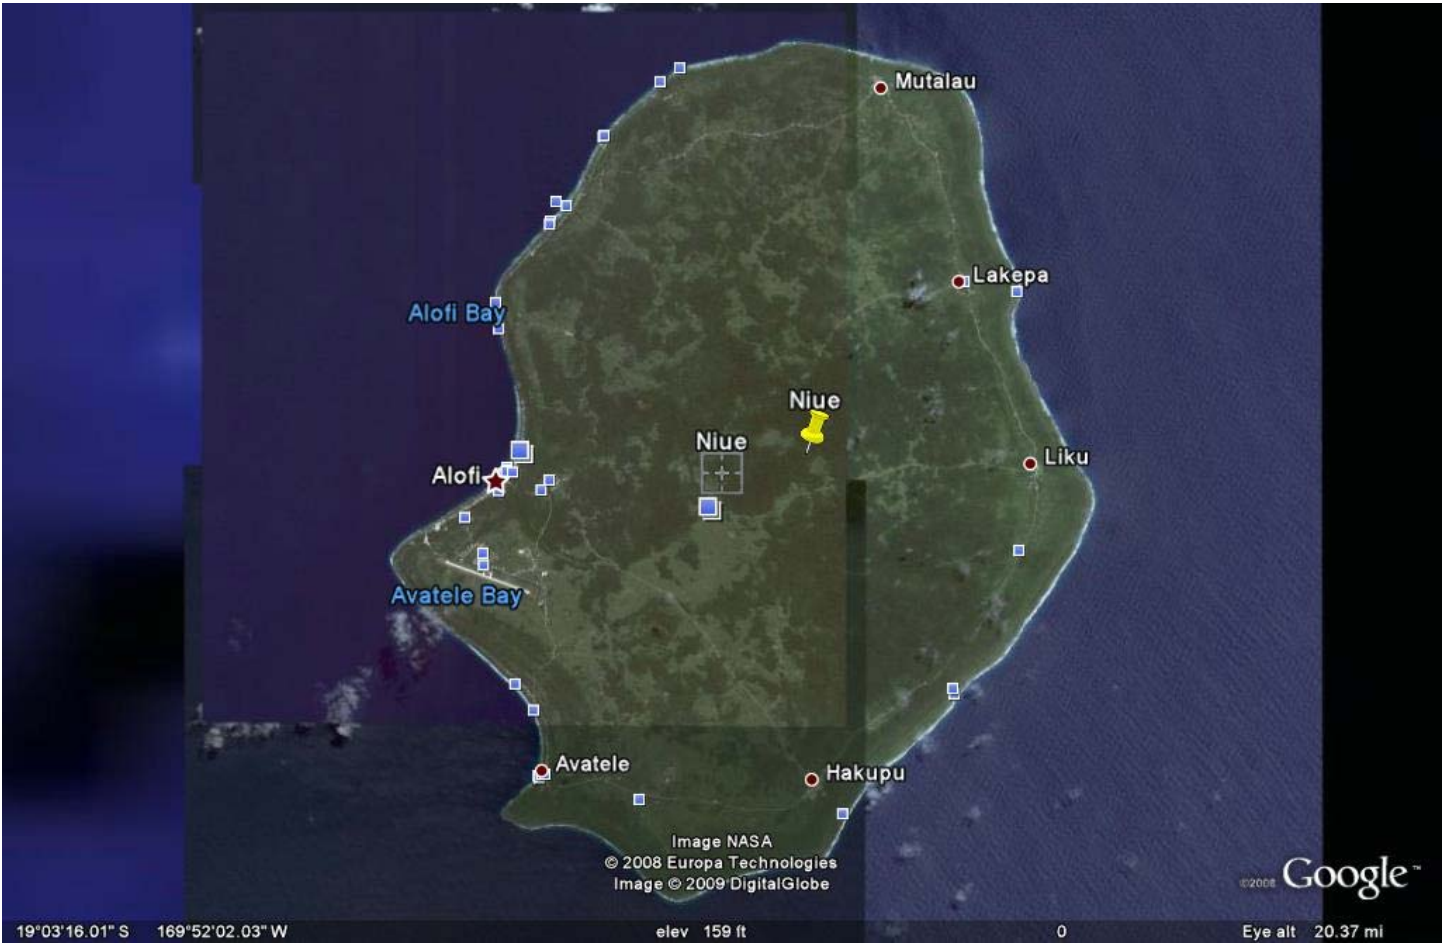 Mutalau
Lakepa
Alofi Bay
Niue
Niue
Liku
Alofi
Avatele Bay
Avatele
Hakupu
Image NASA
© 2008 Europa Technologies
Image © 2009 DigitalGlobe
©2008 Google™
19°03'16.01" S 169°52'02.03" W elev 159 ft 0 Eye alt 20.37 mi